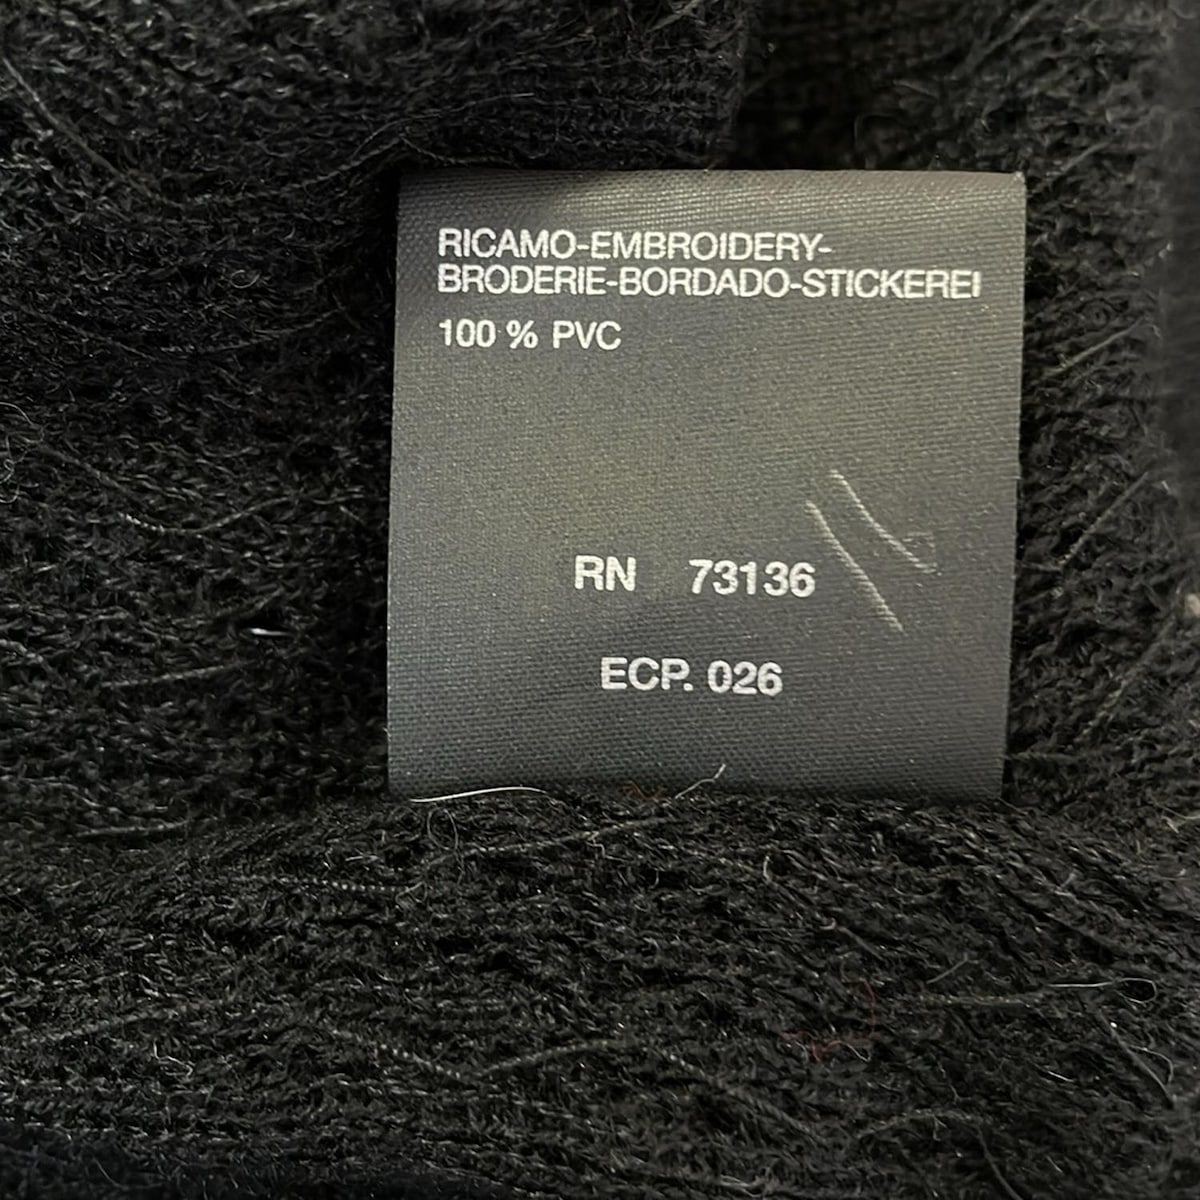 RICAMO-EMBROIDERY-
BRODERIE-BORDADO-STICKEREI
100 % PVC
RN 73136
ECP. 026